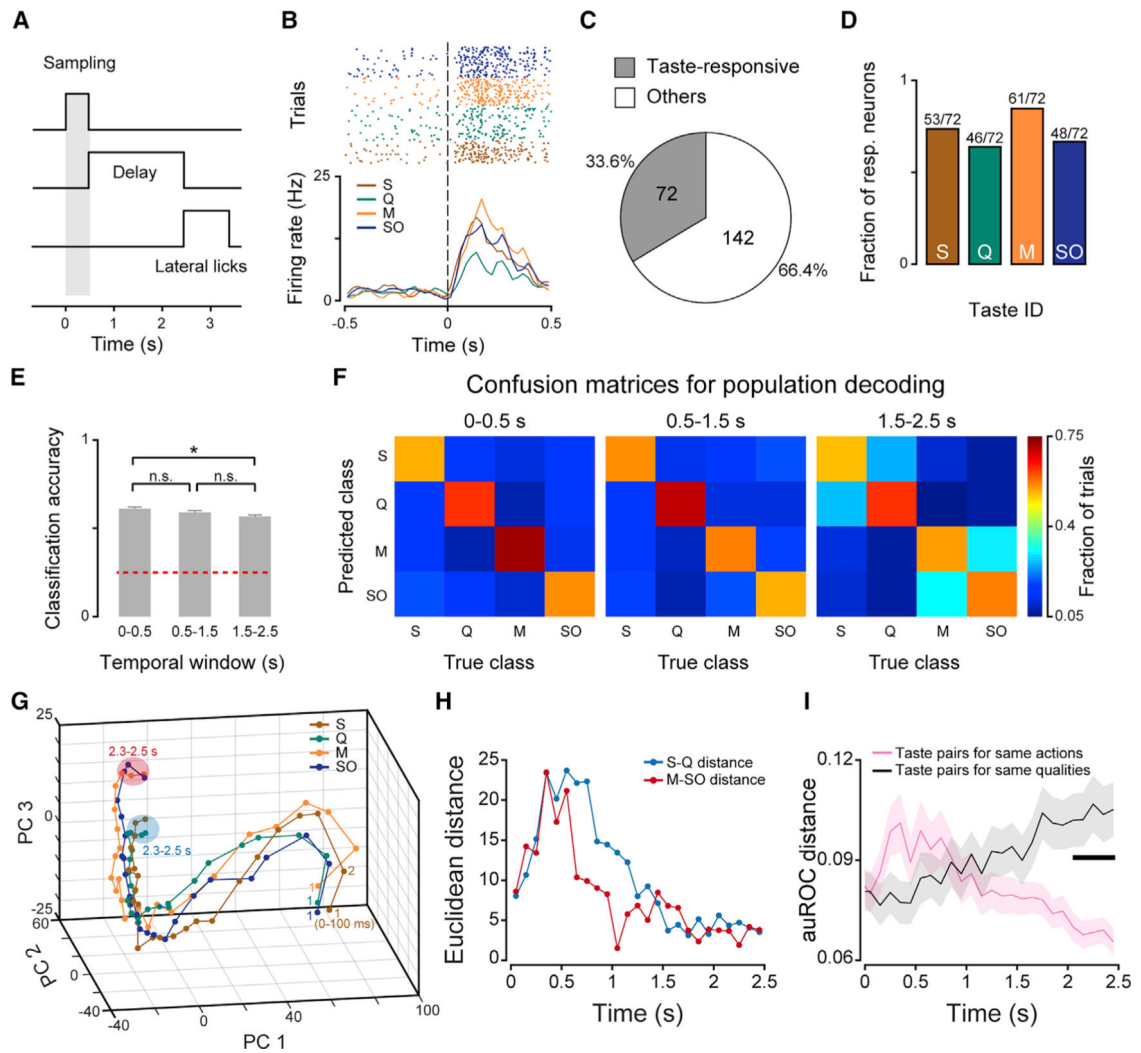 A
Sampling
Delay
Lateral licks
0 1 2 3
Time (s)
B
Trials
25
Firing rate (Hz)
0
S
Q
M
SO
-0.5 0 0.5
Time (s)
C
Taste-responsive
Others
33.6%
72
142
66.4%
D
1
Fraction of resp. neurons
0
53/72 46/72 61/72 48/72
S Q M SO
Taste ID
E
1
Classification accuracy
0
*
n.s. n.s.
0-0.5 0.5-1.5 1.5-2.5
Temporal window (s)
F
Confusion matrices for population decoding
0-0.5 s 0.5-1.5 s 1.5-2.5 s
Predicted class
S
Q
M
SO
S Q M SO S Q M SO S Q M SO
True class True class True class
0.75
0.4
0.05
Fraction of trials
G
25
0
-25
PC 3
60
0
-40
PC 2
-40 0 100
PC 1
2.3-2.5 s
2.3-2.5 s
S
Q
M
SO
2
1
1
1
1
(0-100 ms)
H
Euclidean distance
25
20
15
10
5
0
S-Q distance
M-SO distance
0 0.5 1 1.5 2 2.5
Time (s)
I
auROC distance
0.12
0.09
0.06
Taste pairs for same actions
Taste pairs for same qualities
0 0.5 1 1.5 2 2.5
Time (s)